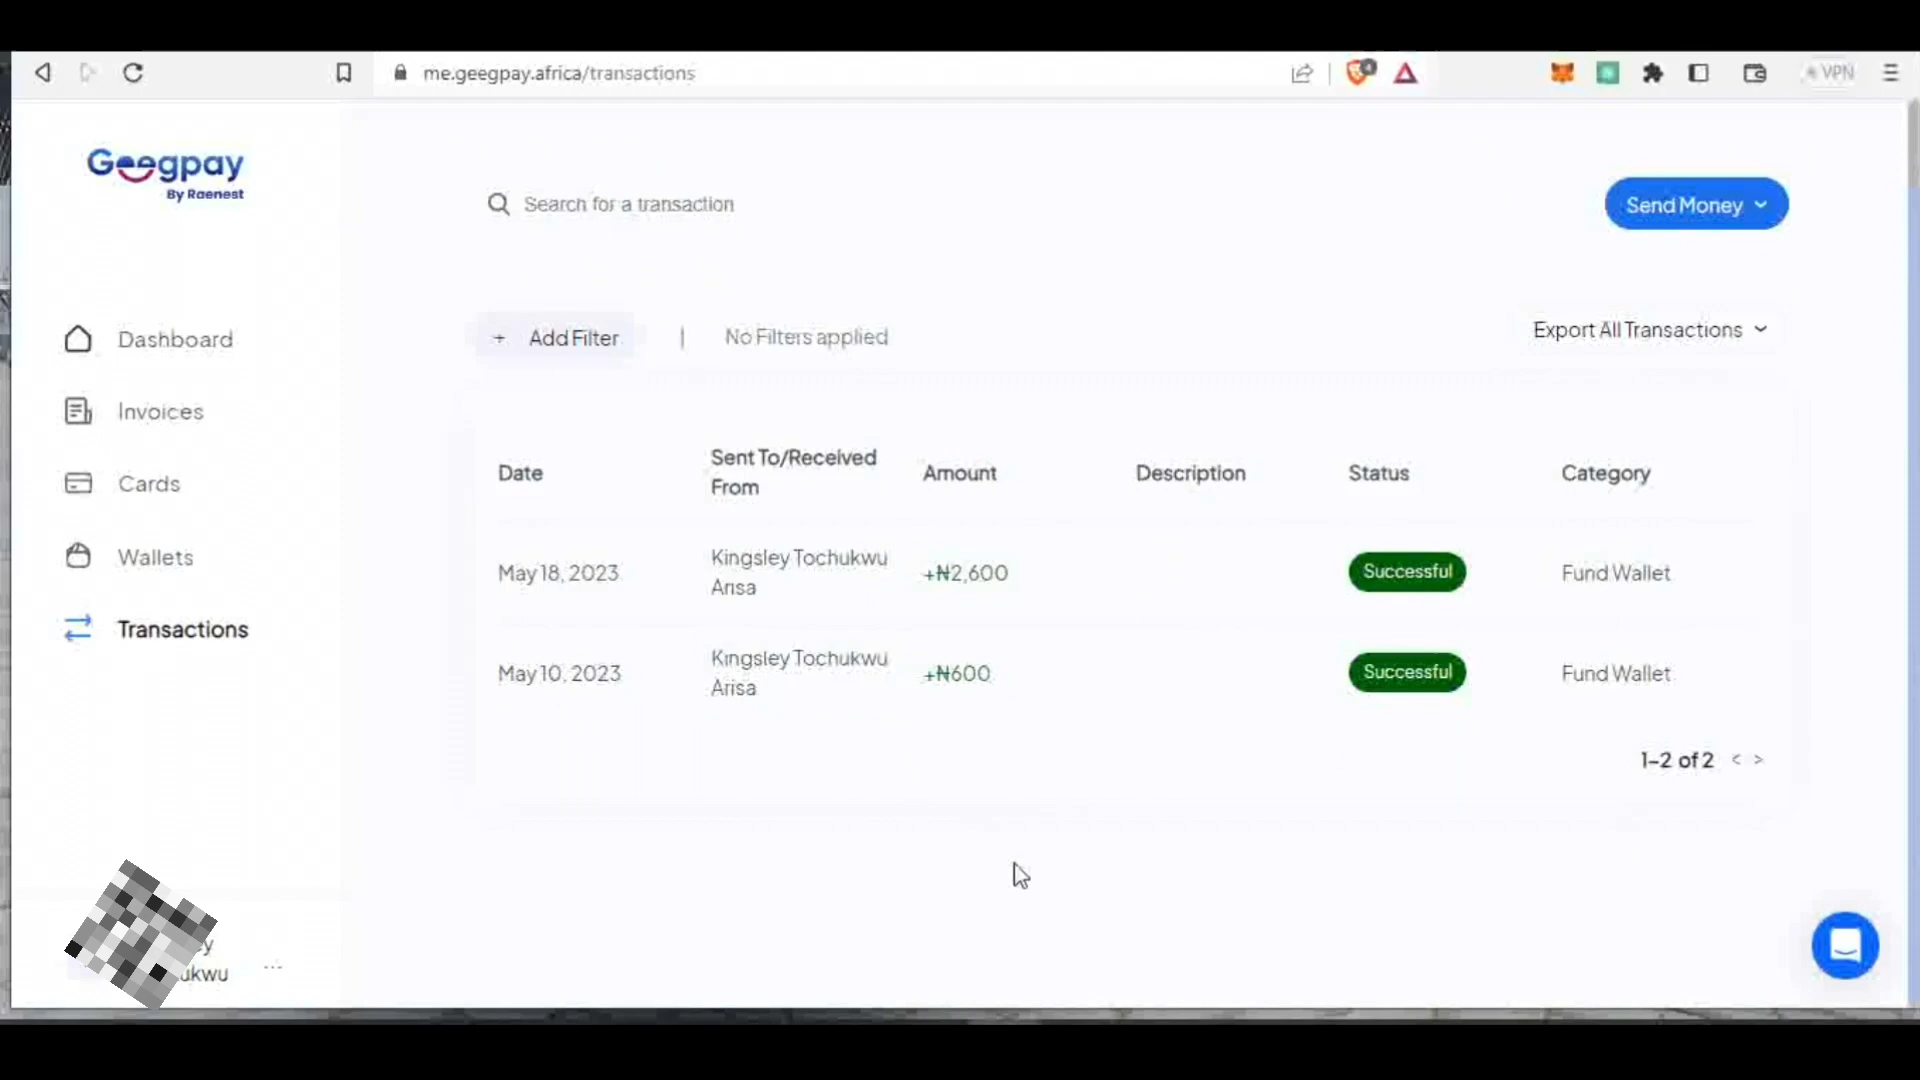 me.geegpay.africa/transactions
4
VPN
Geegpay
By Raenest
Search for a transaction
Send Money
+ Add Filter | No Filters applied
Export All Transactions
Dashboard
Invoices
Cards
Wallets
Transactions
Date Sent To/Received From Amount Description Status Category
May 18, 2023 Kingsley Tochukwu Arisa +₦2,600 Successful Fund Wallet
May 10, 2023 Kingsley Tochukwu Arisa +₦600 Successful Fund Wallet
1–2 of 2 < >
...